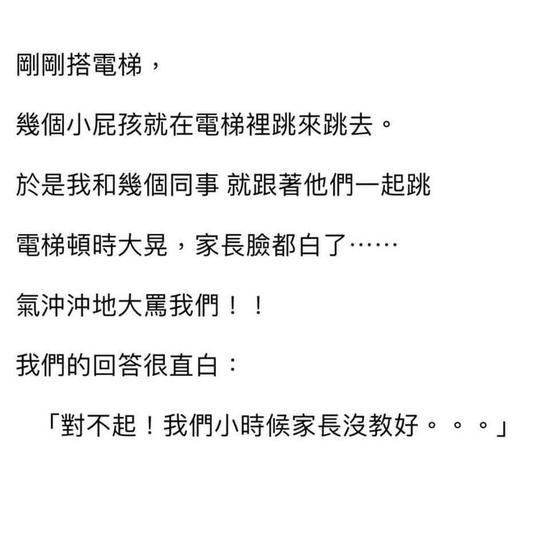 剛剛搭電梯，
幾個小屁孩就在電梯裡跳來跳去。
於是我和幾個同事 就跟著他們一起跳
電梯頓時大晃，家長臉都白了⋯⋯
氣沖沖地大罵我們！！
我們的回答很直白：
「對不起！我們小時候家長沒教好。。。」